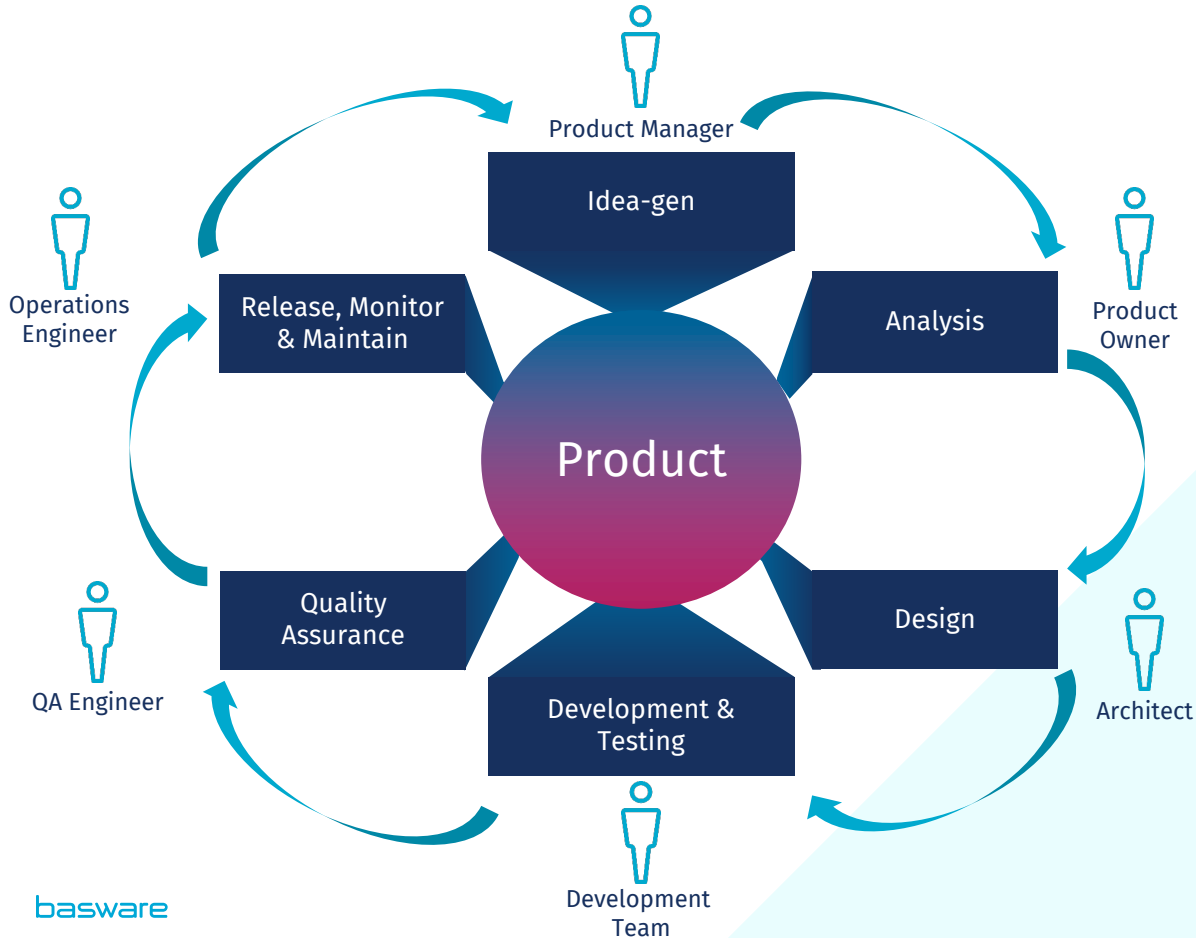 Product Manager
Idea-gen
Operations
Engineer
Release, Monitor
& Maintain
Analysis
Product
Owner
Product
Quality
Assurance
Design
QA Engineer
Development &
Testing
Architect
Development
Team
basware